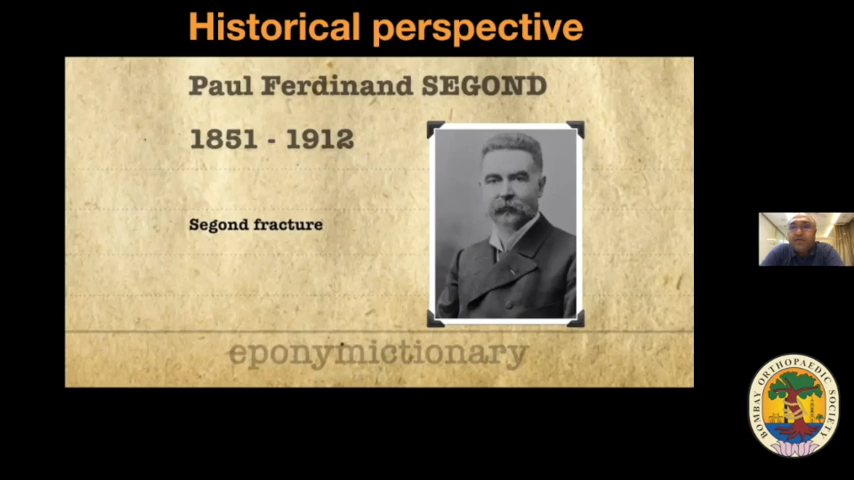 Historical perspective
Paul Ferdinand SEGOND
1851 - 1912
Segond fracture
eponymictionary
BOMBAY ORTHOPAEDIC SOCIETY